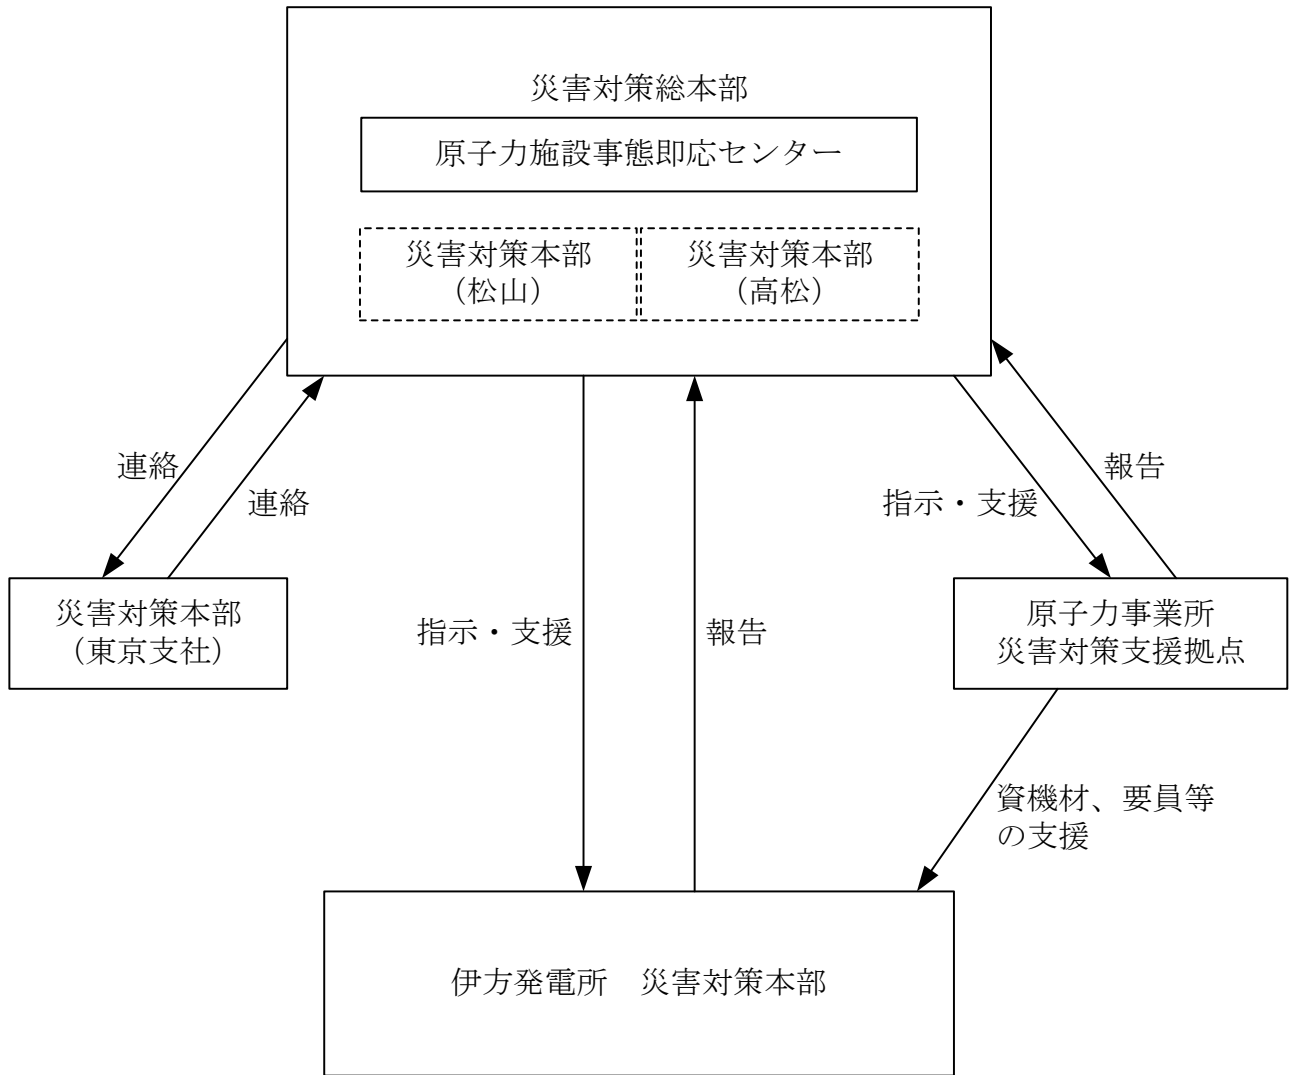 災害対策総本部
原子力施設事態即応センター
災害対策本部
（松山）
災害対策本部
（高松）
連絡
連絡
指示・支援
報告
指示・支援
報告
災害対策本部
（東京支社）
原子力事業所
災害対策支援拠点
資機材、要員等
の支援
伊方発電所　災害対策本部